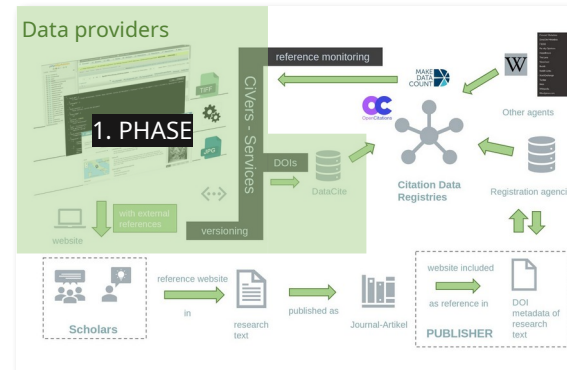 Data providers
reference monitoring
MAKE
DATA
COUNT
W
Other agents
TIFF
CiVers - Services
OpenCitations
1. PHASE
JPG
DOIs
DataCite
Citation Data
Registries
Registration agenci
website
with external
references
versioning
Scholars
reference website
in
research
text
published as
Journal-Artikel
website included
as reference in
PUBLISHER
DOI
metadata of
research
text